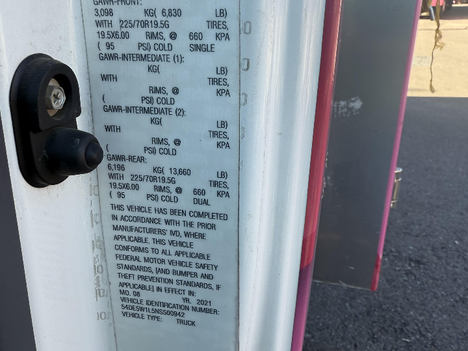 GAWR-FRONT:
3,098 KG( 6,830 LB)
WITH 225/70R19.5G TIRES,
19.5X6.00 RIMS, @ 660 KPA
( 95 PSI) COLD SINGLE
GAWR-INTERMEDIATE (1):
KG( LB)
WITH TIRES,
RIMS, @ KPA
( PSI) COLD
GAWR-INTERMEDIATE (2):
KG( LB)
WITH TIRES,
RIMS, @ KPA
( PSI) COLD
GAWR-REAR:
6,196 KG( 13,660 LB)
WITH 225/70R19.5G TIRES,
19.5X6.00 RIMS, @ 660 KPA
( 95 PSI) COLD DUAL
THIS VEHICLE HAS BEEN COMPLETED
IN ACCORDANCE WITH THE PRIOR
MANUFACTURERS' IVD, WHERE
APPLICABLE, THIS VEHICLE
CONFORMS TO ALL APPLICABLE
FEDERAL MOTOR VEHICLE SAFETY
STANDARDS, [AND BUMPER AND
THEFT PREVENTION STANDARDS, IF
APPLICABLE] IN EFFECT IN:
MO. 08 YR. 2021
VEHICLE IDENTIFICATION NUMBER:
54DE5W1L5NSS00942
VEHICLE TYPE: TRUCK